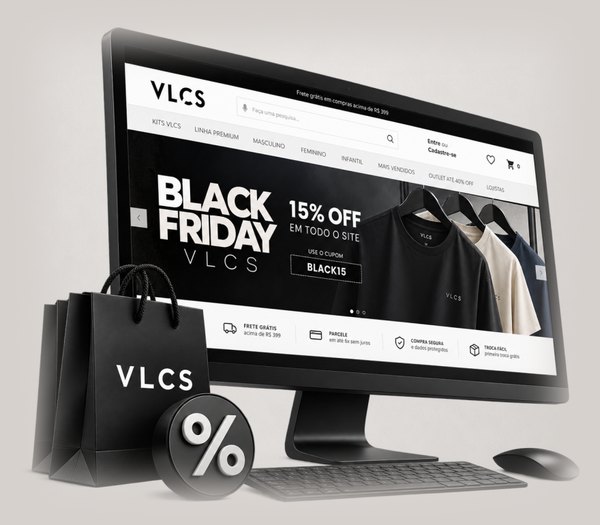 Frete grátis em compras acima de R$ 399
VLCS
Faça uma pesquisa...
Entre ou
Cadastre-se
0
KITS VLCS
LINHA PREMIUM
MASCULINO
FEMININO
INFANTIL
MAIS VENDIDOS
OUTLET ATÉ 40% OFF
LOJISTAS
BLACK
FRIDAY
VLCS
15% OFF
EM TODO O SITE
USE O CUPOM
BLACK15
VLCS
VLCS
FRETE GRÁTIS
acima de R$ 399
PARCELE
em até 6x sem juros
COMPRA SEGURA
e dados protegidos
TROCA FÁCIL
primeira troca grátis
VLCS
%